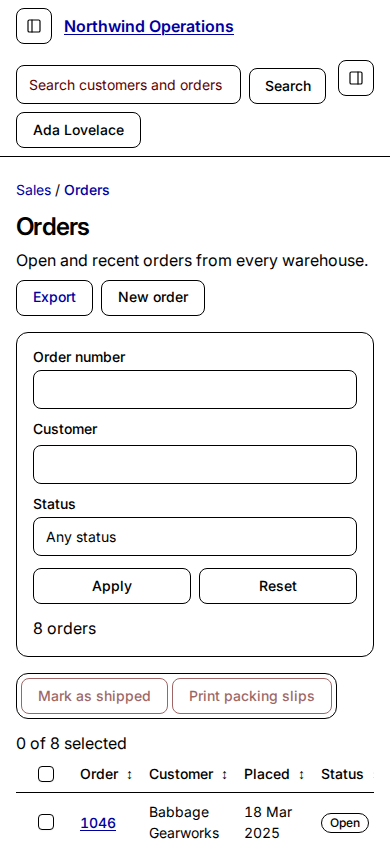 Northwind Operations
Search customers and orders
Search
Ada Lovelace
Sales / Orders
Orders
Open and recent orders from every warehouse.
Export
New order
Order number
Customer
Status
Any status
Apply
Reset
8 orders
Mark as shipped
Print packing slips
0 of 8 selected
Order ↕ Customer ↕ Placed ↕ Status
1046 Babbage Gearworks 18 Mar 2025 Open